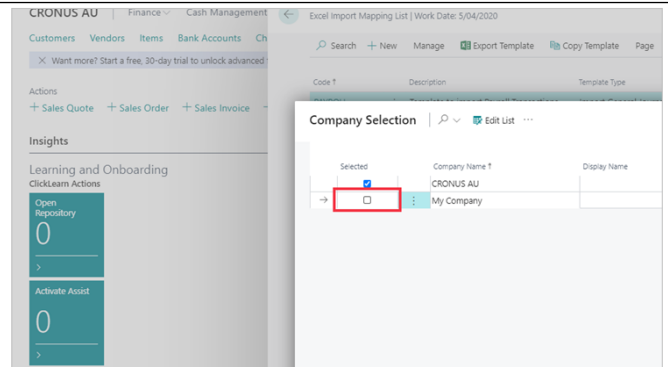 CRONUS AU | Finance Cash Management
Customers Vendors Items Bank Accounts Ch
Want more? Start a free, 30-day trial to unlock advanced
Actions
+ Sales Quote + Sales Order + Sales Invoice
Insights
Learning and Onboarding
ClickLearn Actions
Open
Repository
0
>
Activate Assist
0
>
Excel Import Mapping List | Work Date: 5/04/2020
Search + New Manage Export Template Copy Template Page
Code ↑ Description Template Type
Company Selection | Edit List ···
Selected Company Name ↑ Display Name
CRONUS AU
→ My Company